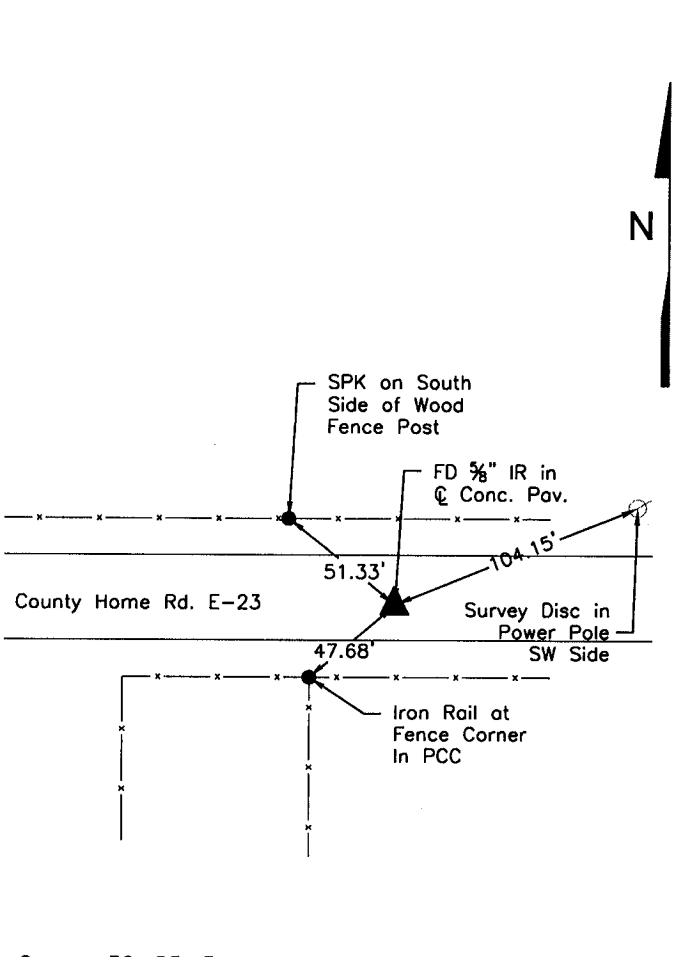 N
SPK on South
Side of Wood
Fence Post
FD ⅝" IR in
℄ Conc. Pav.
104.15'
51.33'
County Home Rd. E-23
Survey Disc in
Power Pole
SW Side
47.68'
Iron Rail at
Fence Corner
In PCC